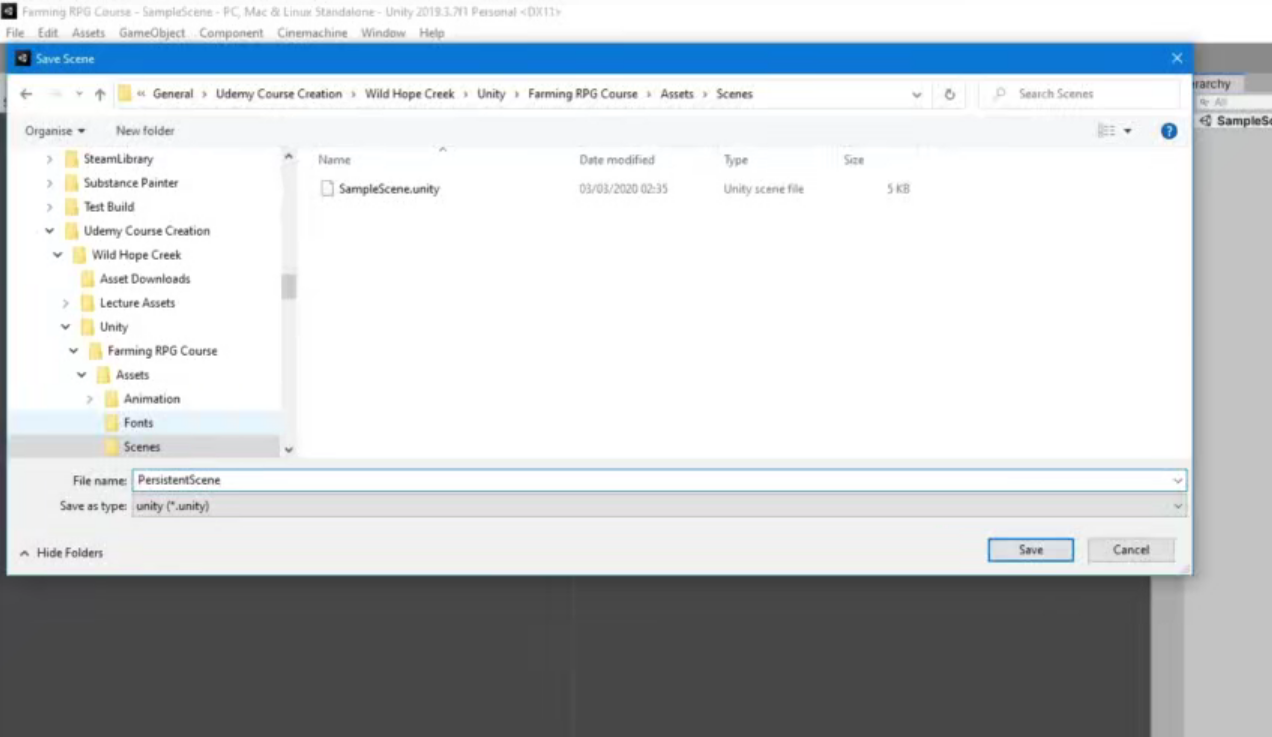 Farming RPG Course - SampleScene - PC, Mac & Linux Standalone - Unity 2019.3.7f1 Personal <DX11>
File Edit Assets GameObject Component Cinemachine Window Help
Save Scene
« General › Udemy Course Creation › Wild Hope Creek › Unity › Farming RPG Course › Assets › Scenes
Search Scenes
rarchy
All
SampleSc
Organise New folder
SteamLibrary
Substance Painter
Test Build
Udemy Course Creation
Wild Hope Creek
Asset Downloads
Lecture Assets
Unity
Farming RPG Course
Assets
Animation
Fonts
Scenes
Name Date modified Type Size
SampleScene.unity 03/03/2020 02:35 Unity scene file 5 KB
File name: PersistentScene
Save as type: unity (*.unity)
Hide Folders
Save Cancel